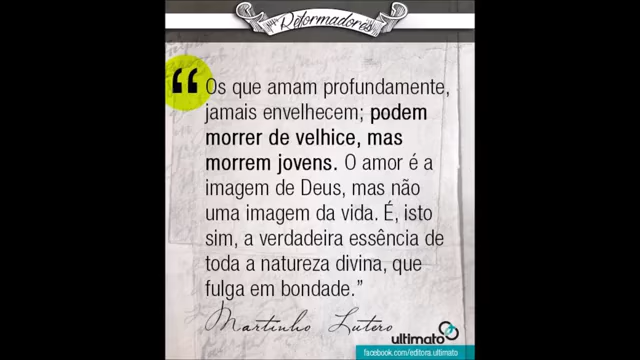 Reformadores
“Os que amam profundamente,
jamais envelhecem; podem
morrer de velhice, mas
morrem jovens. O amor é a
imagem de Deus, mas não
uma imagem da vida. É, isto
sim, a verdadeira essência de
toda a natureza divina, que
fulga em bondade.”
Martinho Lutero
ultimato
facebook.com/editora.ultimato